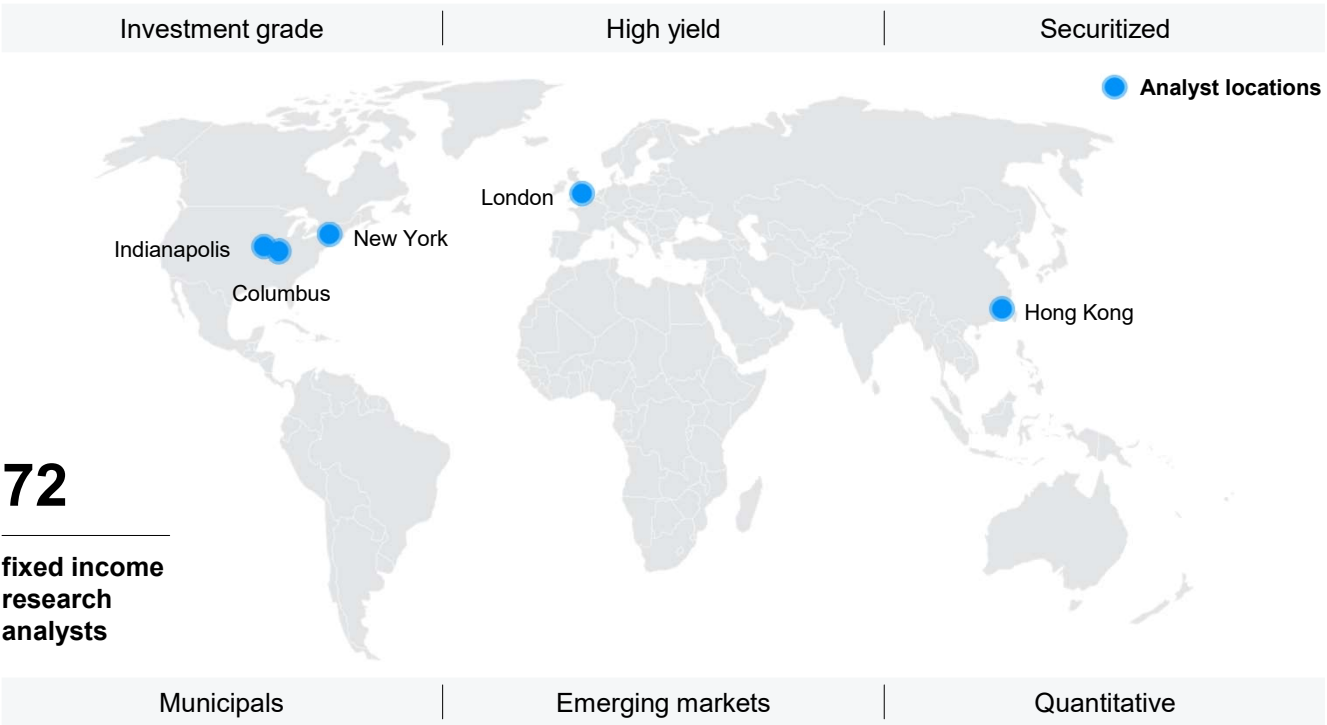 Investment grade
High yield
Securitized
Analyst locations
London
New York
Indianapolis
Columbus
Hong Kong
72
fixed income
research
analysts
Municipals
Emerging markets
Quantitative